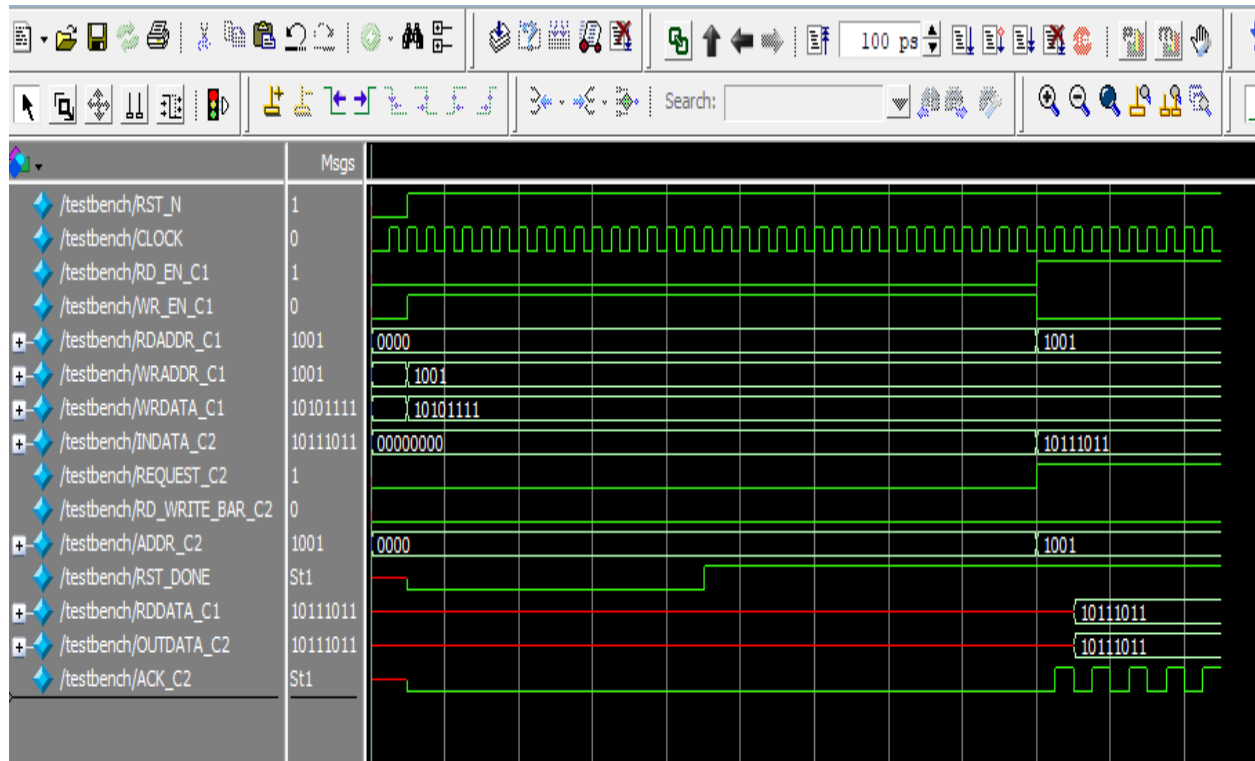 100 ps
Search:
Msgs
/testbench/RST_N 1
/testbench/CLOCK 0
/testbench/RD_EN_C1 1
/testbench/WR_EN_C1 0
/testbench/RDADDR_C1 1001 0000 1001
/testbench/WRADDR_C1 1001 1001
/testbench/WRDATA_C1 10101111 10101111
/testbench/INDATA_C2 10111011 00000000 10111011
/testbench/REQUEST_C2 1
/testbench/RD_WRITE_BAR_C2 0
/testbench/ADDR_C2 1001 0000 1001
/testbench/RST_DONE St1
/testbench/RDDATA_C1 10111011 10111011
/testbench/OUTDATA_C2 10111011 10111011
/testbench/ACK_C2 St1